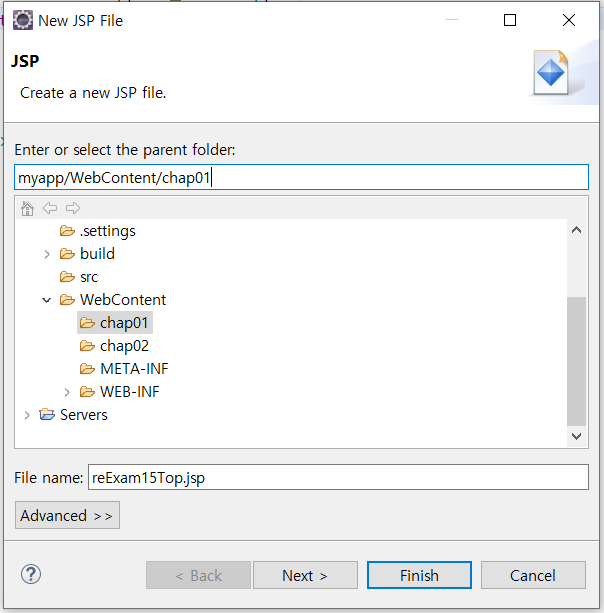 New JSP File
JSP
Create a new JSP file.
Enter or select the parent folder:
myapp/WebContent/chap01
.settings
build
src
WebContent
chap01
chap02
META-INF
WEB-INF
Servers
File name: reExam15Top.jsp
Advanced >>
< Back Next > Finish Cancel